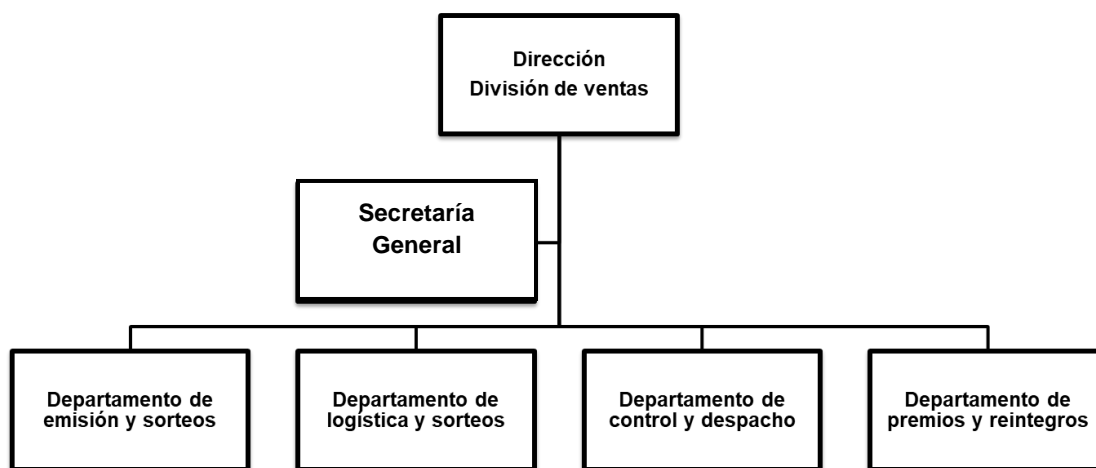 Dirección
División de ventas
Secretaría
General
Departamento de
emisión y sorteos
Departamento de
logística y sorteos
Departamento de
control y despacho
Departamento de
premios y reintegros